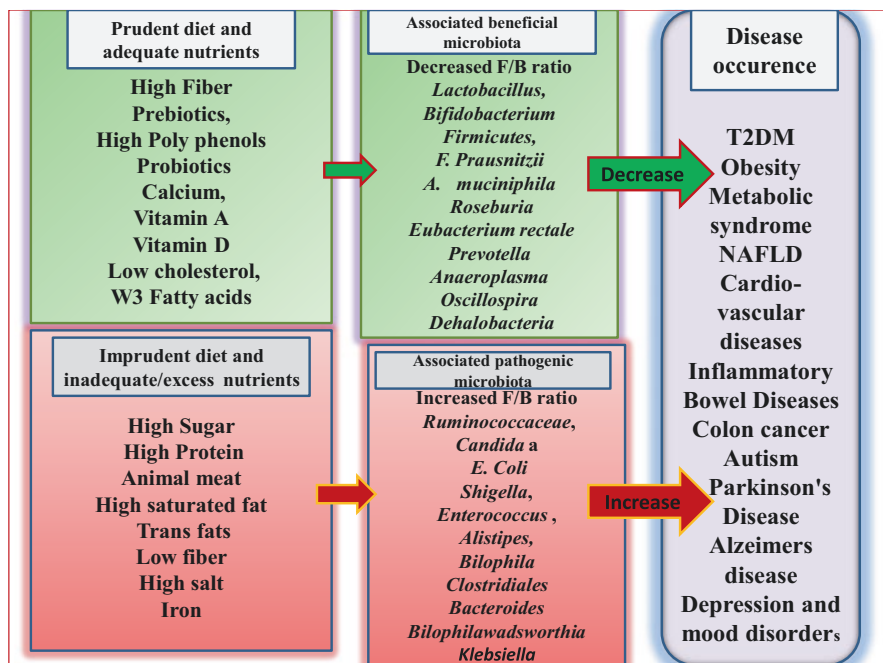 Prudent diet and
adequate nutrients
High Fiber
Prebiotics,
High Poly phenols
Probiotics
Calcium,
Vitamin A
Vitamin D
Low cholesterol,
W3 Fatty acids
Associated beneficial
microbiota
Decreased F/B ratio
Lactobacillus,
Bifidobacterium
Firmicutes,
F. Prausnitzii
A. muciniphila
Roseburia
Eubacterium rectale
Prevotella
Anaeroplasma
Oscillospira
Dehalobacteria
Decrease
Imprudent diet and
inadequate/excess nutrients
High Sugar
High Protein
Animal meat
High saturated fat
Trans fats
Low fiber
High salt
Iron
Associated pathogenic
microbiota
Increased F/B ratio
Ruminococcaceae,
Candida a
E. Coli
Shigella,
Enterococcus ,
Alistipes,
Bilophila
Clostridiales
Bacteroides
Bilophilawadsworthia
Klebsiella
Increase
Disease
occurence
T2DM
Obesity
Metabolic
syndrome
NAFLD
Cardio-
vascular
diseases
Inflammatory
Bowel Diseases
Colon cancer
Autism
Parkinson's
Disease
Alzeimers
disease
Depression and
mood disorders